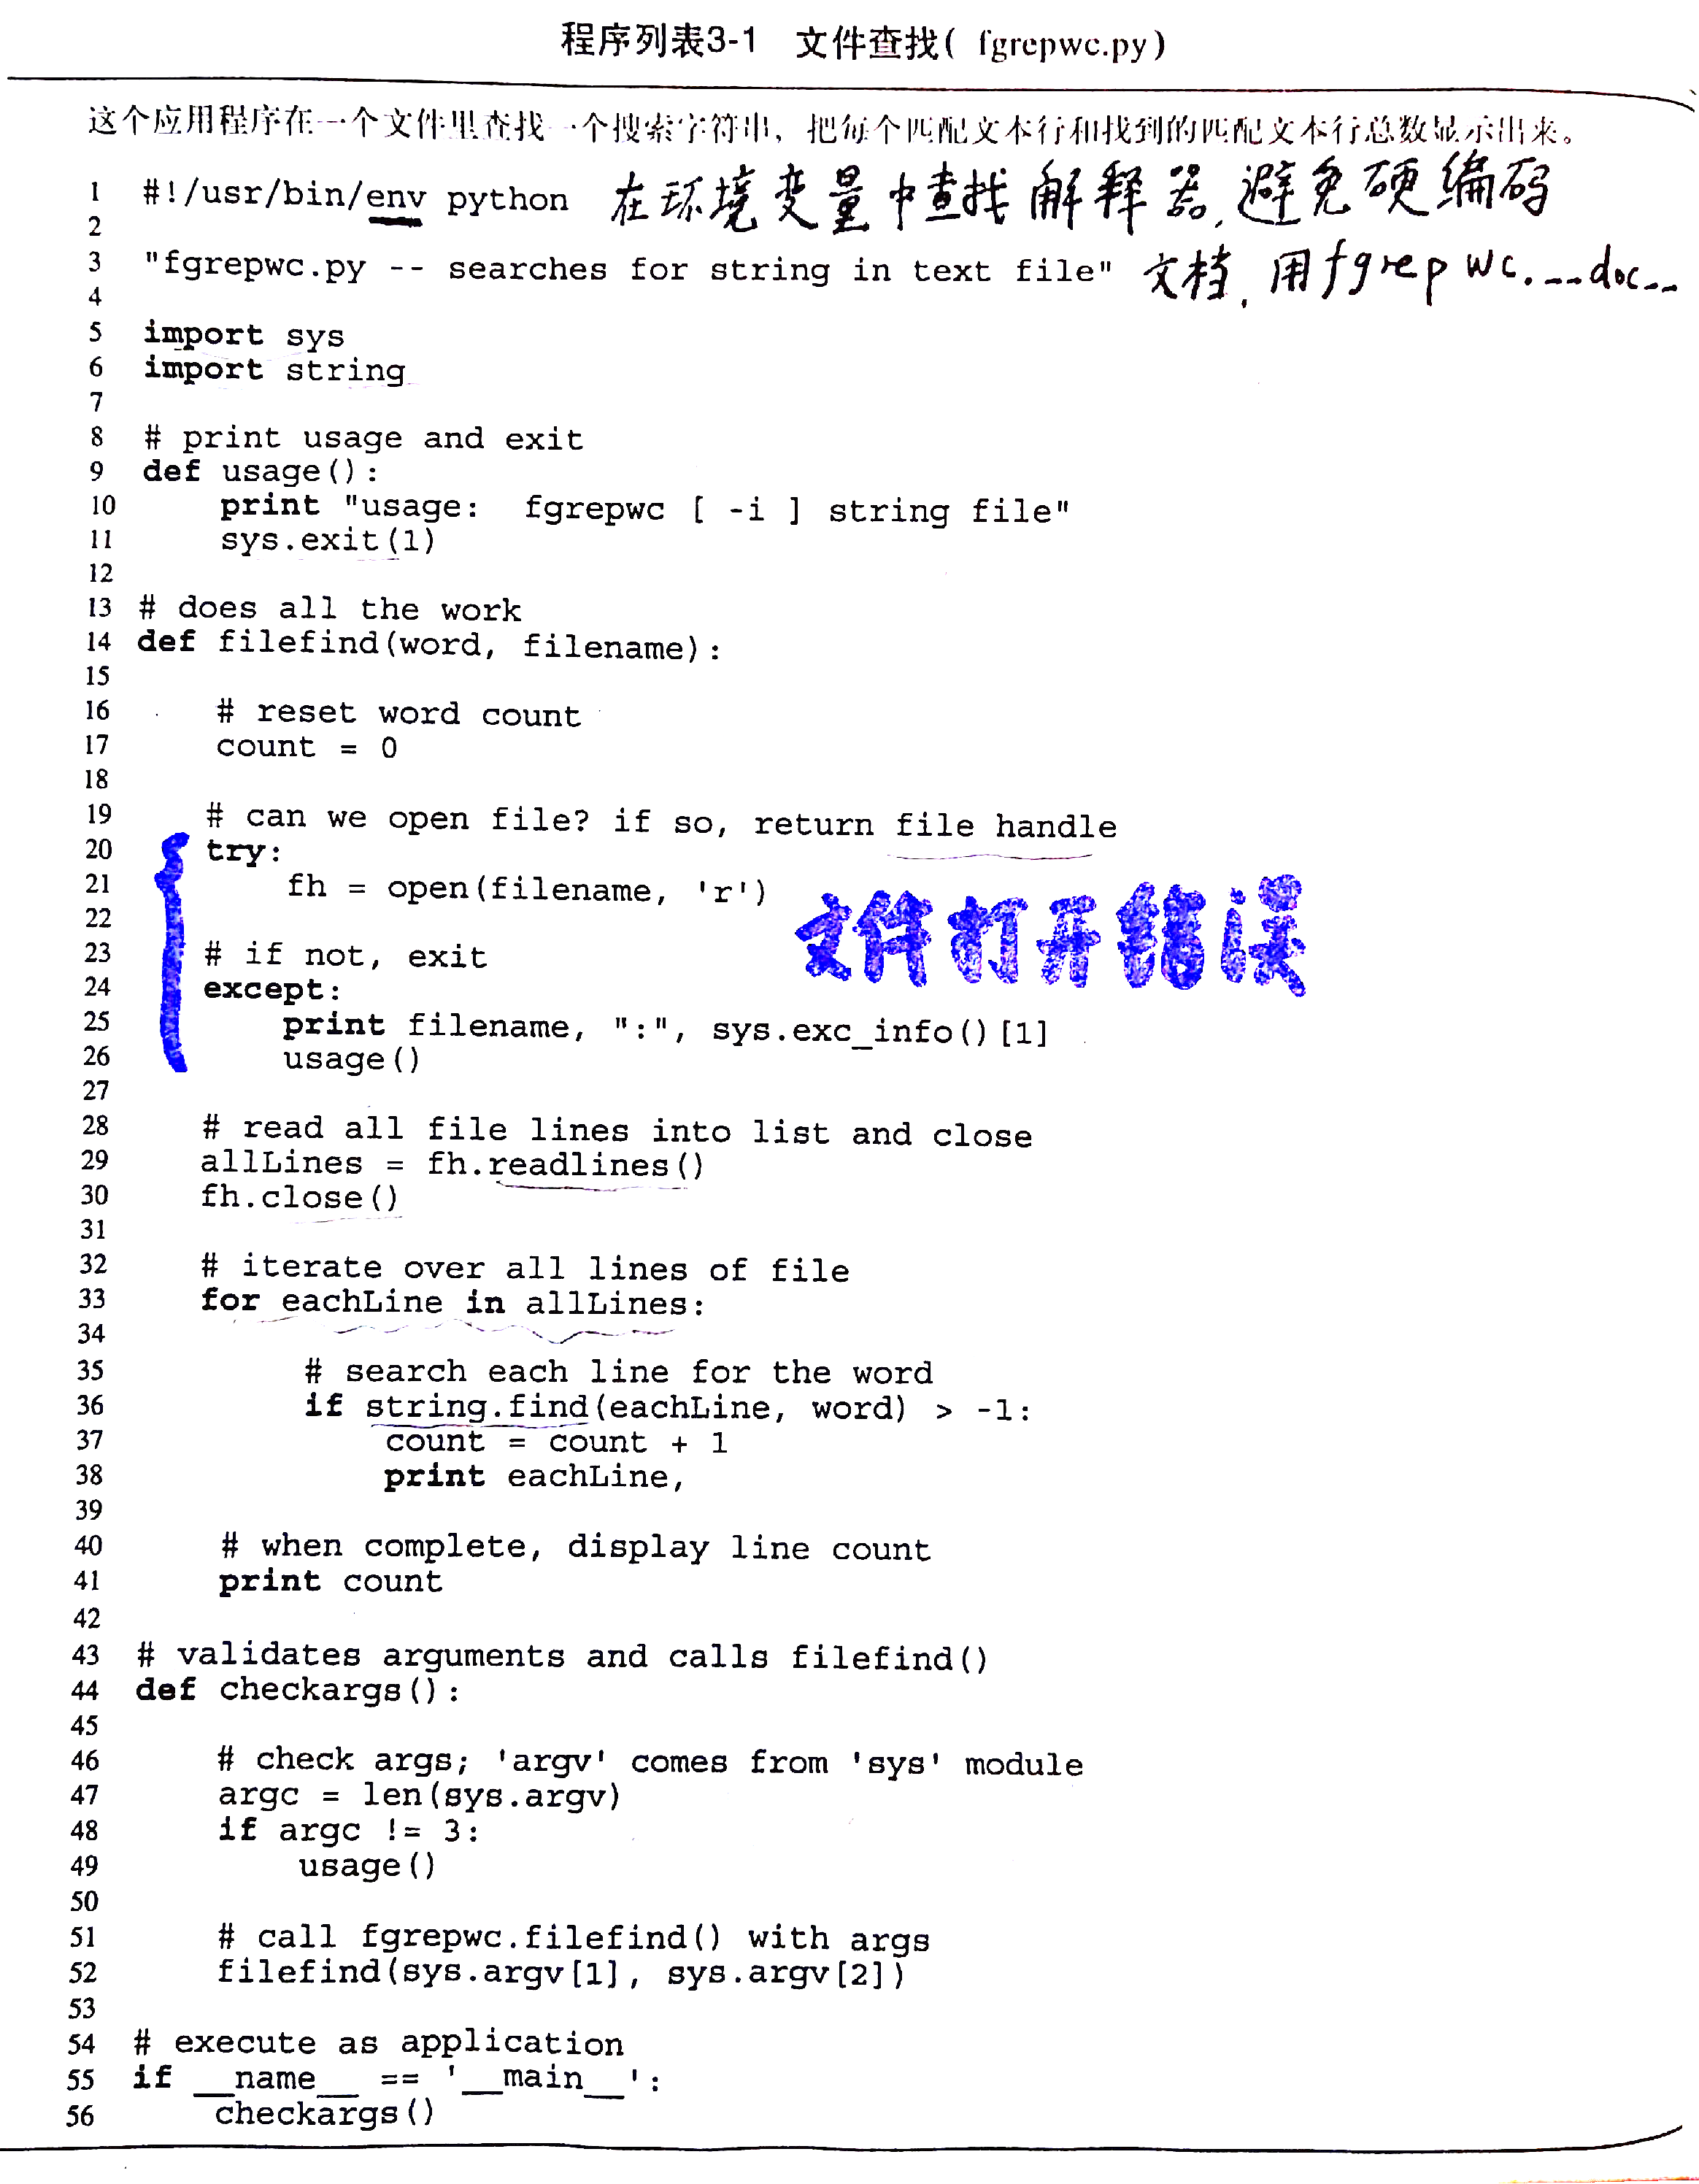 程序列表3-1 文件查找( fgrepwc.py)
这个应用程序在一个文件里查找一个搜索字符串，把每个匹配文本行和找到的匹配文本行总数显示出来。
1 #!/usr/bin/env python 在环境变量中查找解释器,避免硬编码
2
3 "fgrepwc.py -- searches for string in text file" 文档,用fgrepwc.__doc__
4
5 import sys
6 import string
7
8 # print usage and exit
9 def usage():
10     print "usage:  fgrepwc [ -i ] string file"
11     sys.exit(1)
12
13 # does all the work
14 def filefind(word, filename):
15
16     # reset word count
17     count = 0
18
19     # can we open file? if so, return file handle
20     try:
21         fh = open(filename, 'r')
22 文件打开错误
23     # if not, exit
24     except:
25         print filename, ":", sys.exc_info()[1]
26         usage()
27
28     # read all file lines into list and close
29     allLines = fh.readlines()
30     fh.close()
31
32     # iterate over all lines of file
33     for eachLine in allLines:
34
35         # search each line for the word
36         if string.find(eachLine, word) > -1:
37             count = count + 1
38             print eachLine,
39
40     # when complete, display line count
41     print count
42
43 # validates arguments and calls filefind()
44 def checkargs():
45
46     # check args; 'argv' comes from 'sys' module
47     argc = len(sys.argv)
48     if argc != 3:
49         usage()
50
51     # call fgrepwc.filefind() with args
52     filefind(sys.argv[1], sys.argv[2])
53
54 # execute as application
55 if __name__ == '__main__':
56     checkargs()